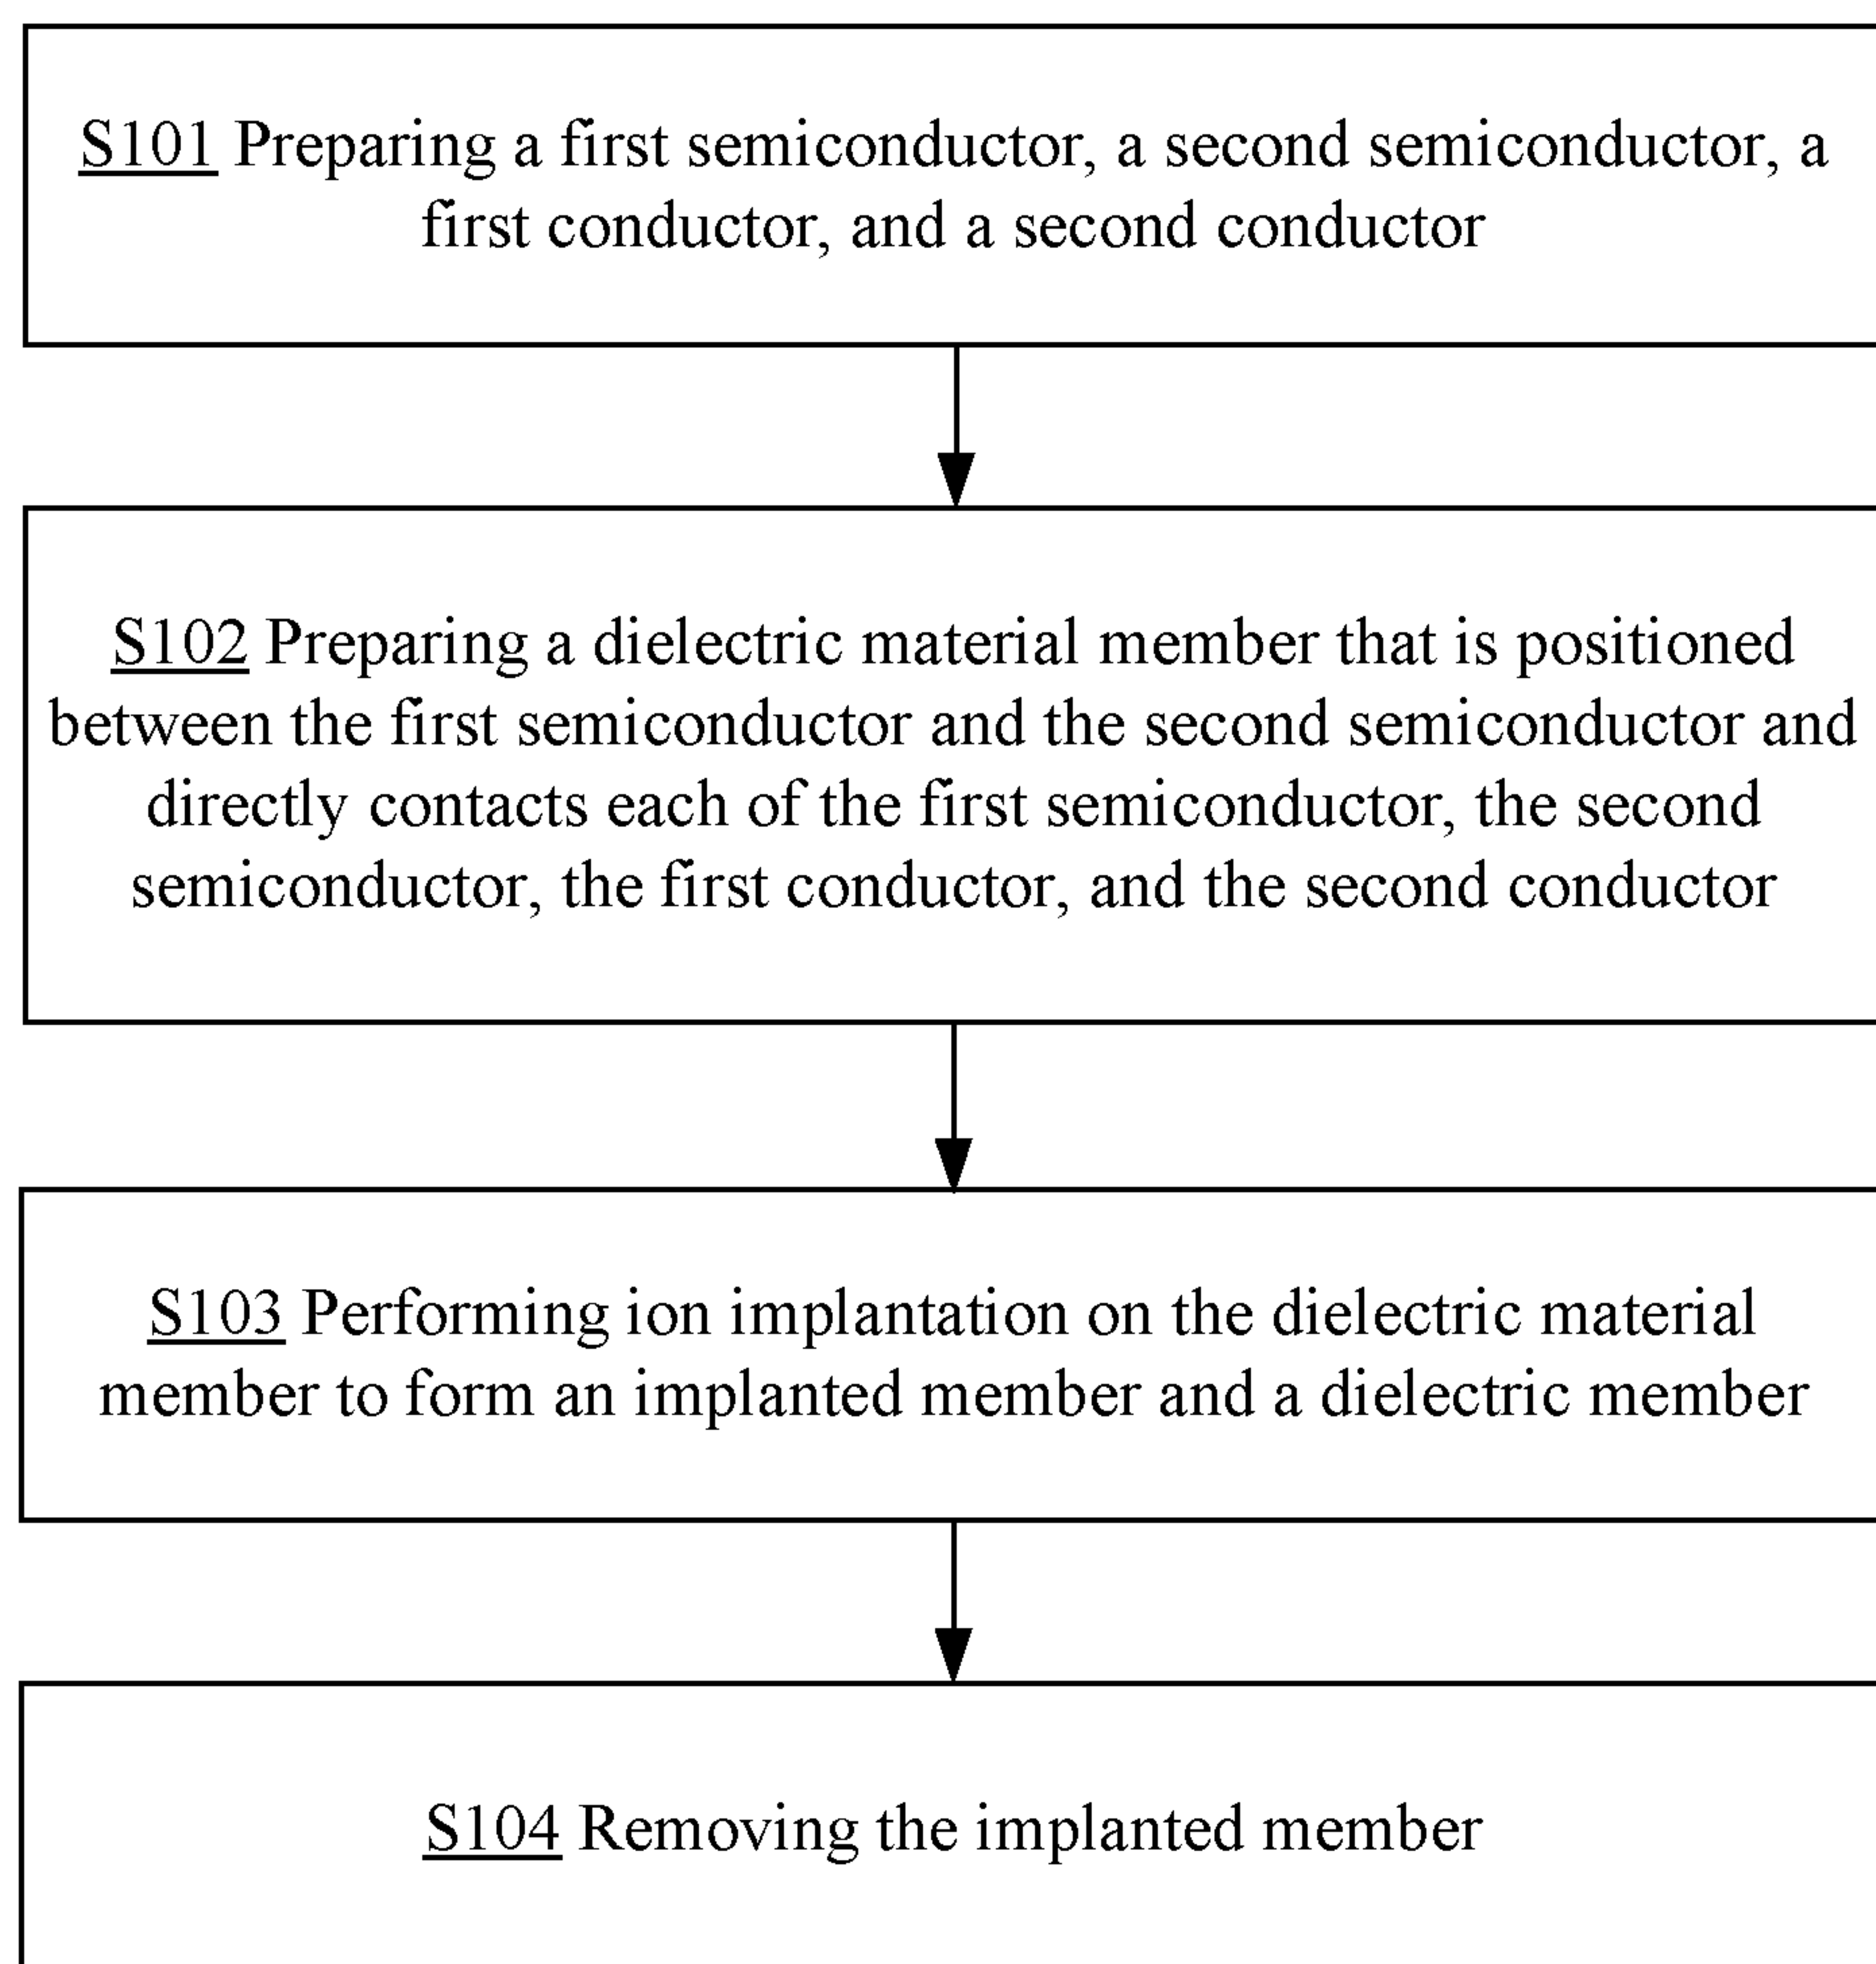 S101 Preparing a first semiconductor, a second semiconductor, a
first conductor, and a second conductor
S102 Preparing a dielectric material member that is positioned
between the first semiconductor and the second semiconductor and
directly contacts each of the first semiconductor, the second
semiconductor, the first conductor, and the second conductor
S103 Performing ion implantation on the dielectric material
member to form an implanted member and a dielectric member
S104 Removing the implanted member